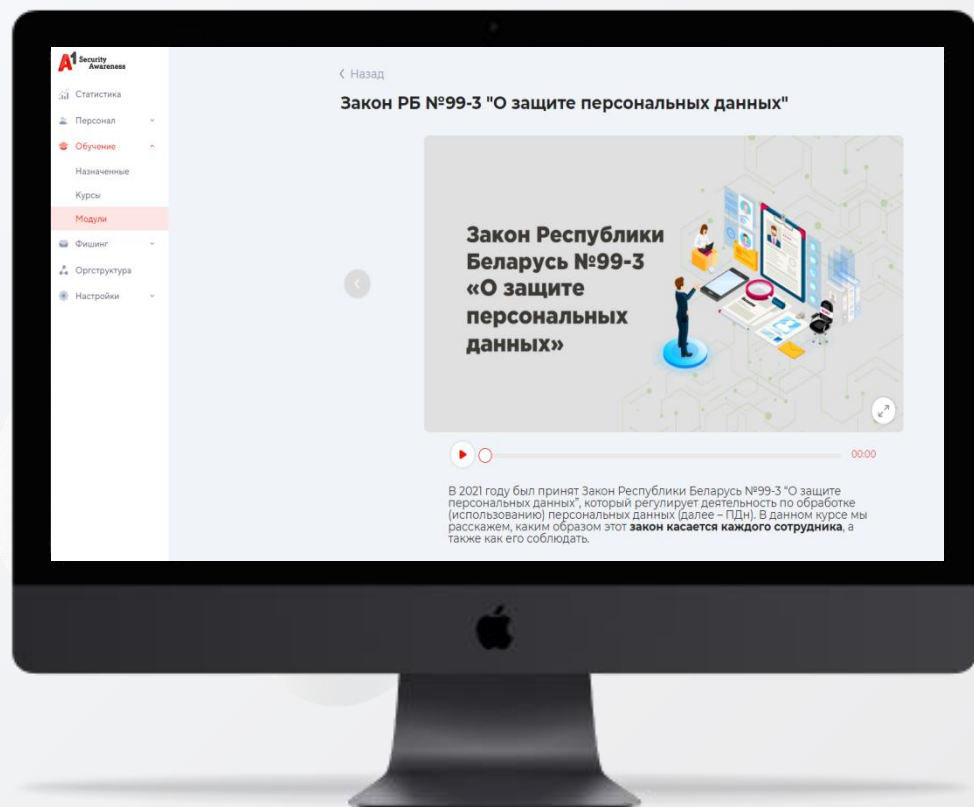 A1 Security
Awareness
Статистика
Персонал
Обучение
Назначенные
Курсы
Модули
Фишинг
Оргструктура
Настройки
Назад
Закон РБ №99-З "О защите персональных данных"
Закон Республики
Беларусь №99-З
«О защите
персональных
данных»
00:00
В 2021 году был принят Закон Республики Беларусь №99-З “О защите
персональных данных”, который регулирует деятельность по обработке
(использованию) персональных данных (далее – ПДн). В данном курсе мы
расскажем, каким образом этот закон касается каждого сотрудника, а
также как его соблюдать.